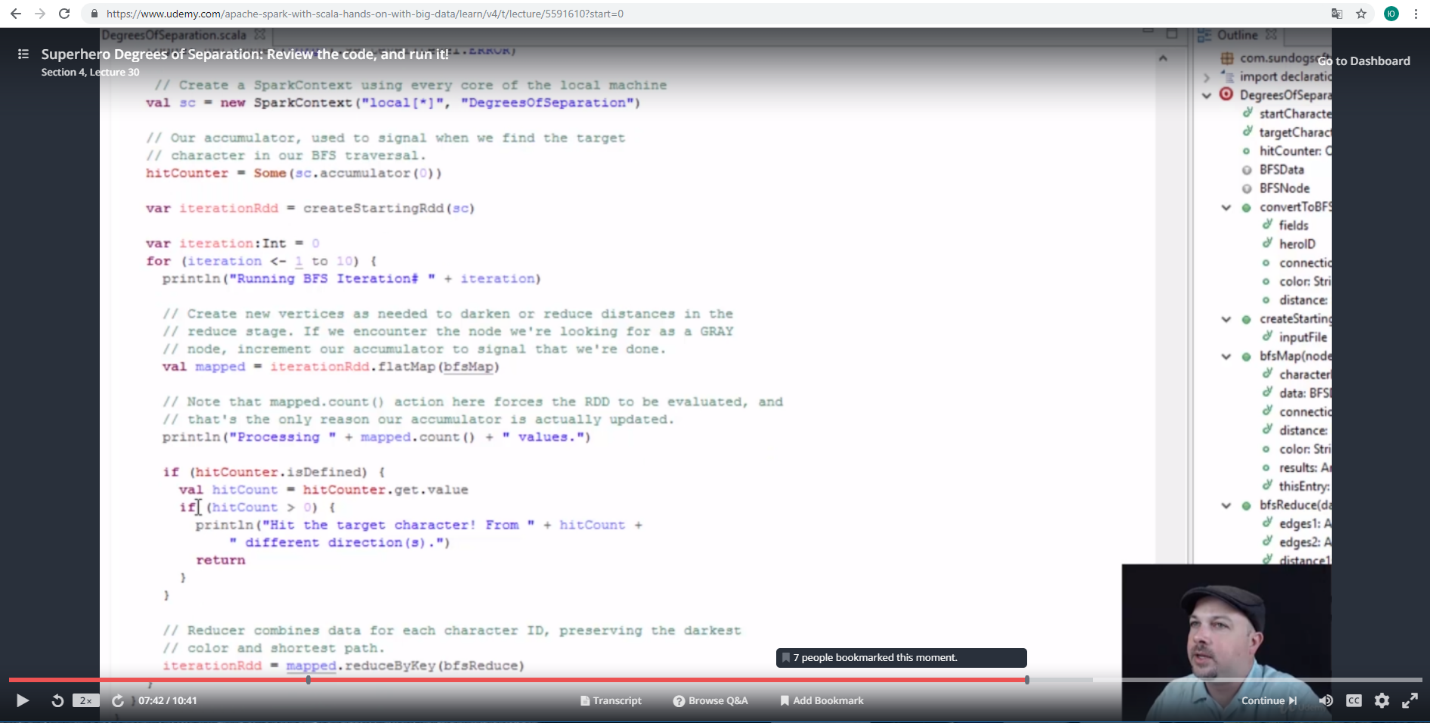 https://www.udemy.com/apache-spark-with-scala-hands-on-with-big-data/learn/v4/t/lecture/5591610?start=0
iO
DegreesOfSeparation.scala
Superhero Degrees of Separation: Review the code, and run it!
Section 4, Lecture 30
Go to Dashboard
// Create a SparkContext using every core of the local machine
val sc = new SparkContext("local[*]", "DegreesOfSeparation")
// Our accumulator, used to signal when we find the target
// character in our BFS traversal.
hitCounter = Some(sc.accumulator(0))
var iterationRdd = createStartingRdd(sc)
var iteration:Int = 0
for (iteration <- 1 to 10) {
println("Running BFS Iteration# " + iteration)
// Create new vertices as needed to darken or reduce distances in the
// reduce stage. If we encounter the node we're looking for as a GRAY
// node, increment our accumulator to signal that we're done.
val mapped = iterationRdd.flatMap(bfsMap)
// Note that mapped.count() action here forces the RDD to be evaluated, and
// that's the only reason our accumulator is actually updated.
println("Processing " + mapped.count() + " values.")
if (hitCounter.isDefined) {
val hitCount = hitCounter.get.value
if (hitCount > 0) {
println("Hit the target character! From " + hitCount +
" different direction(s).")
return
}
}
// Reducer combines data for each character ID, preserving the darkest
// color and shortest path.
iterationRdd = mapped.reduceByKey(bfsReduce)
Outline
com.sundogsoft
import declaratic
DegreesOfSepara
startCharacte
targetCharact
hitCounter: O
BFSData
BFSNode
convertToBFS
fields
heroID
connectic
color: Stri
distance:
createStarting
inputFile
bfsMap(node
character
data: BFSI
connectic
distance:
color: Stri
results: Ar
thisEntry:
bfsReduce(da
edges1: A
edges2: A
distance1
7 people bookmarked this moment.
2×
07:42 / 10:41
Transcript
Browse Q&A
Add Bookmark
Continue
CC